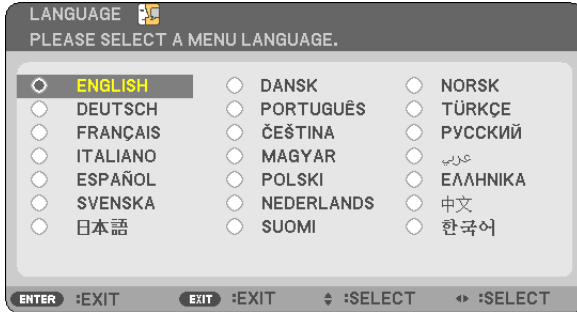 LANGUAGE
PLEASE SELECT A MENU LANGUAGE.
ENGLISH DANSK NORSK
DEUTSCH PORTUGUÊS TÜRKÇE
FRANÇAIS ČEŠTINA РУССКИЙ
ITALIANO MAGYAR عربي
ESPAÑOL POLSKI ΕΛΛΗΝΙΚΑ
SVENSKA NEDERLANDS 中文
日本語 SUOMI 한국어
ENTER :EXIT EXIT :EXIT :SELECT :SELECT